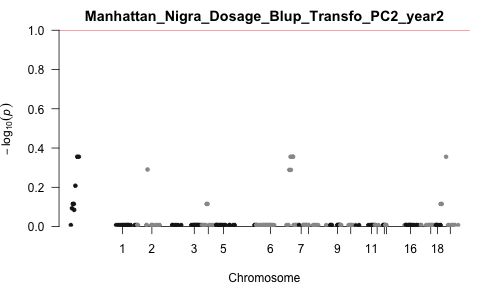 Manhattan_Nigra_Dosage_Blup_Transfo_PC2_year2
1.0
0.8
0.6
0.4
0.2
0.0
− log₁₀(p)
1 2 3 5 6 7 9 11 16 18
Chromosome